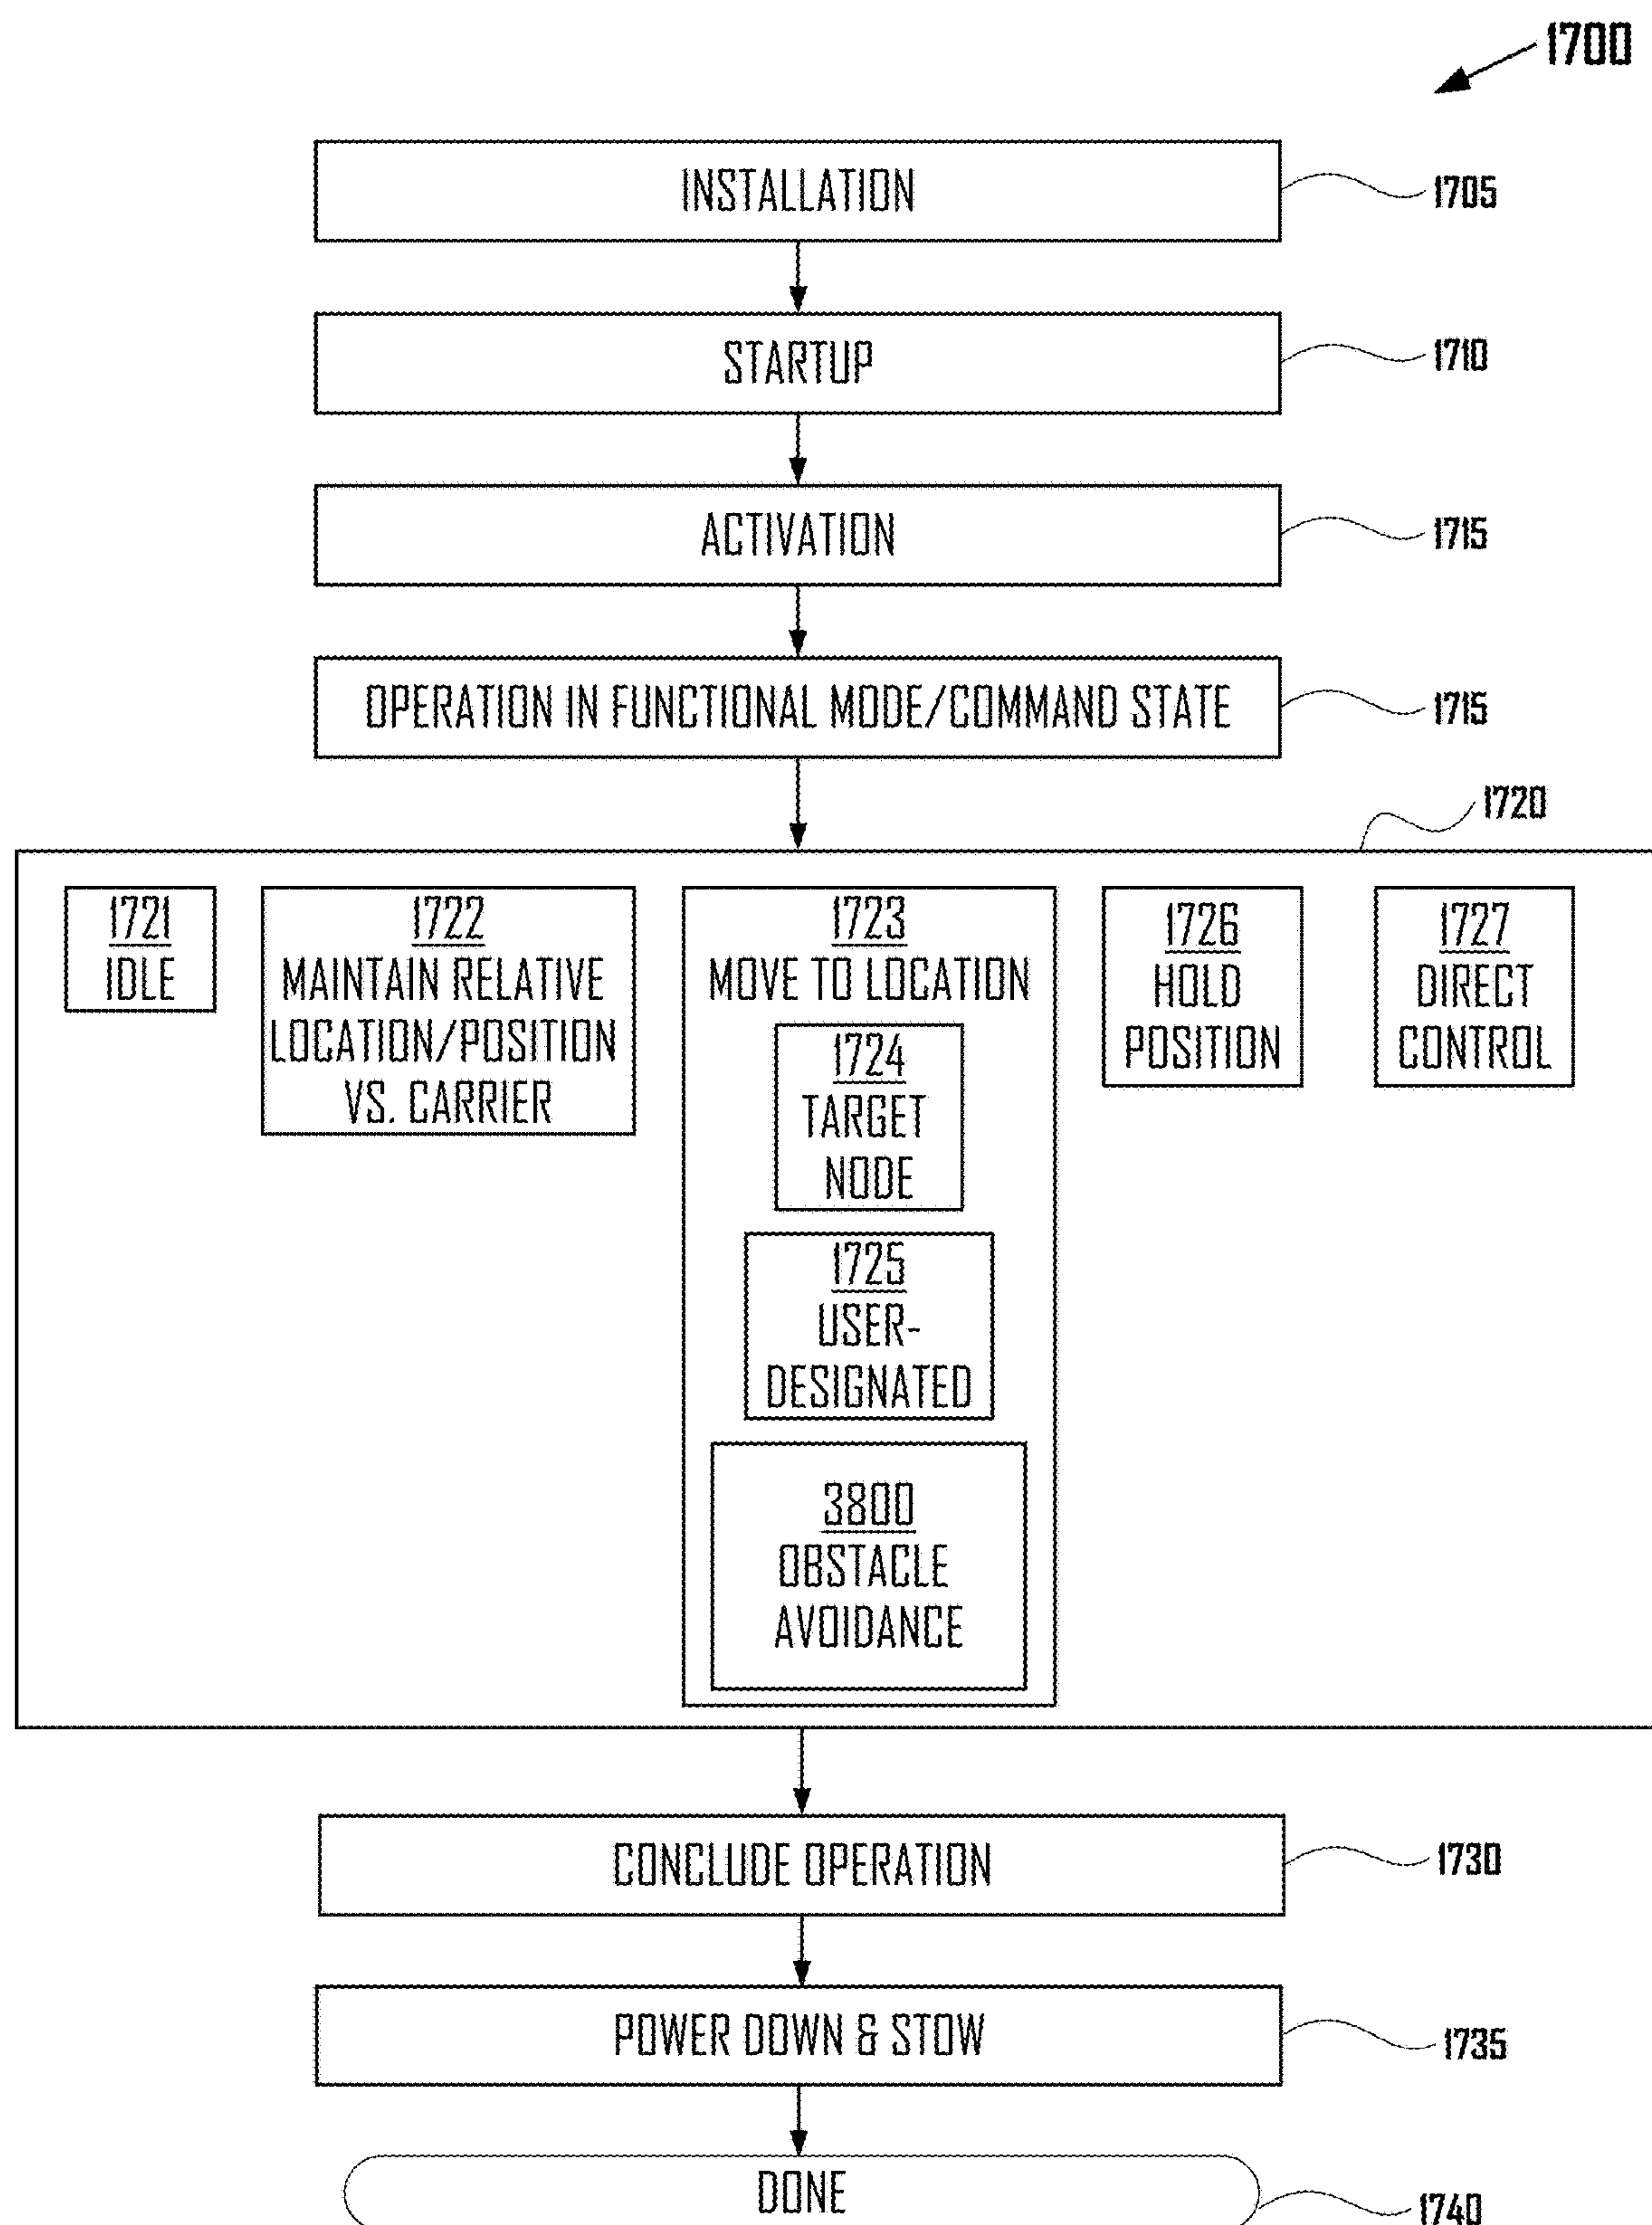 1700
INSTALLATION
1705
STARTUP
1710
ACTIVATION
1715
OPERATION IN FUNCTIONAL MODE/COMMAND STATE
1715
1720
1721
IDLE
1722
MAINTAIN RELATIVE
LOCATION/POSITION
VS. CARRIER
1723
MOVE TO LOCATION
1724
TARGET
NODE
1725
USER-
DESIGNATED
3800
OBSTACLE
AVOIDANCE
1726
HOLD
POSITION
1727
DIRECT
CONTROL
CONCLUDE OPERATION
1730
POWER DOWN & STOW
1735
DONE
1740